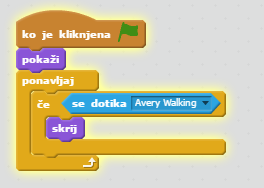 ko je kliknjena
pokaži
ponavljaj
če se dotika Avery Walking
skrij